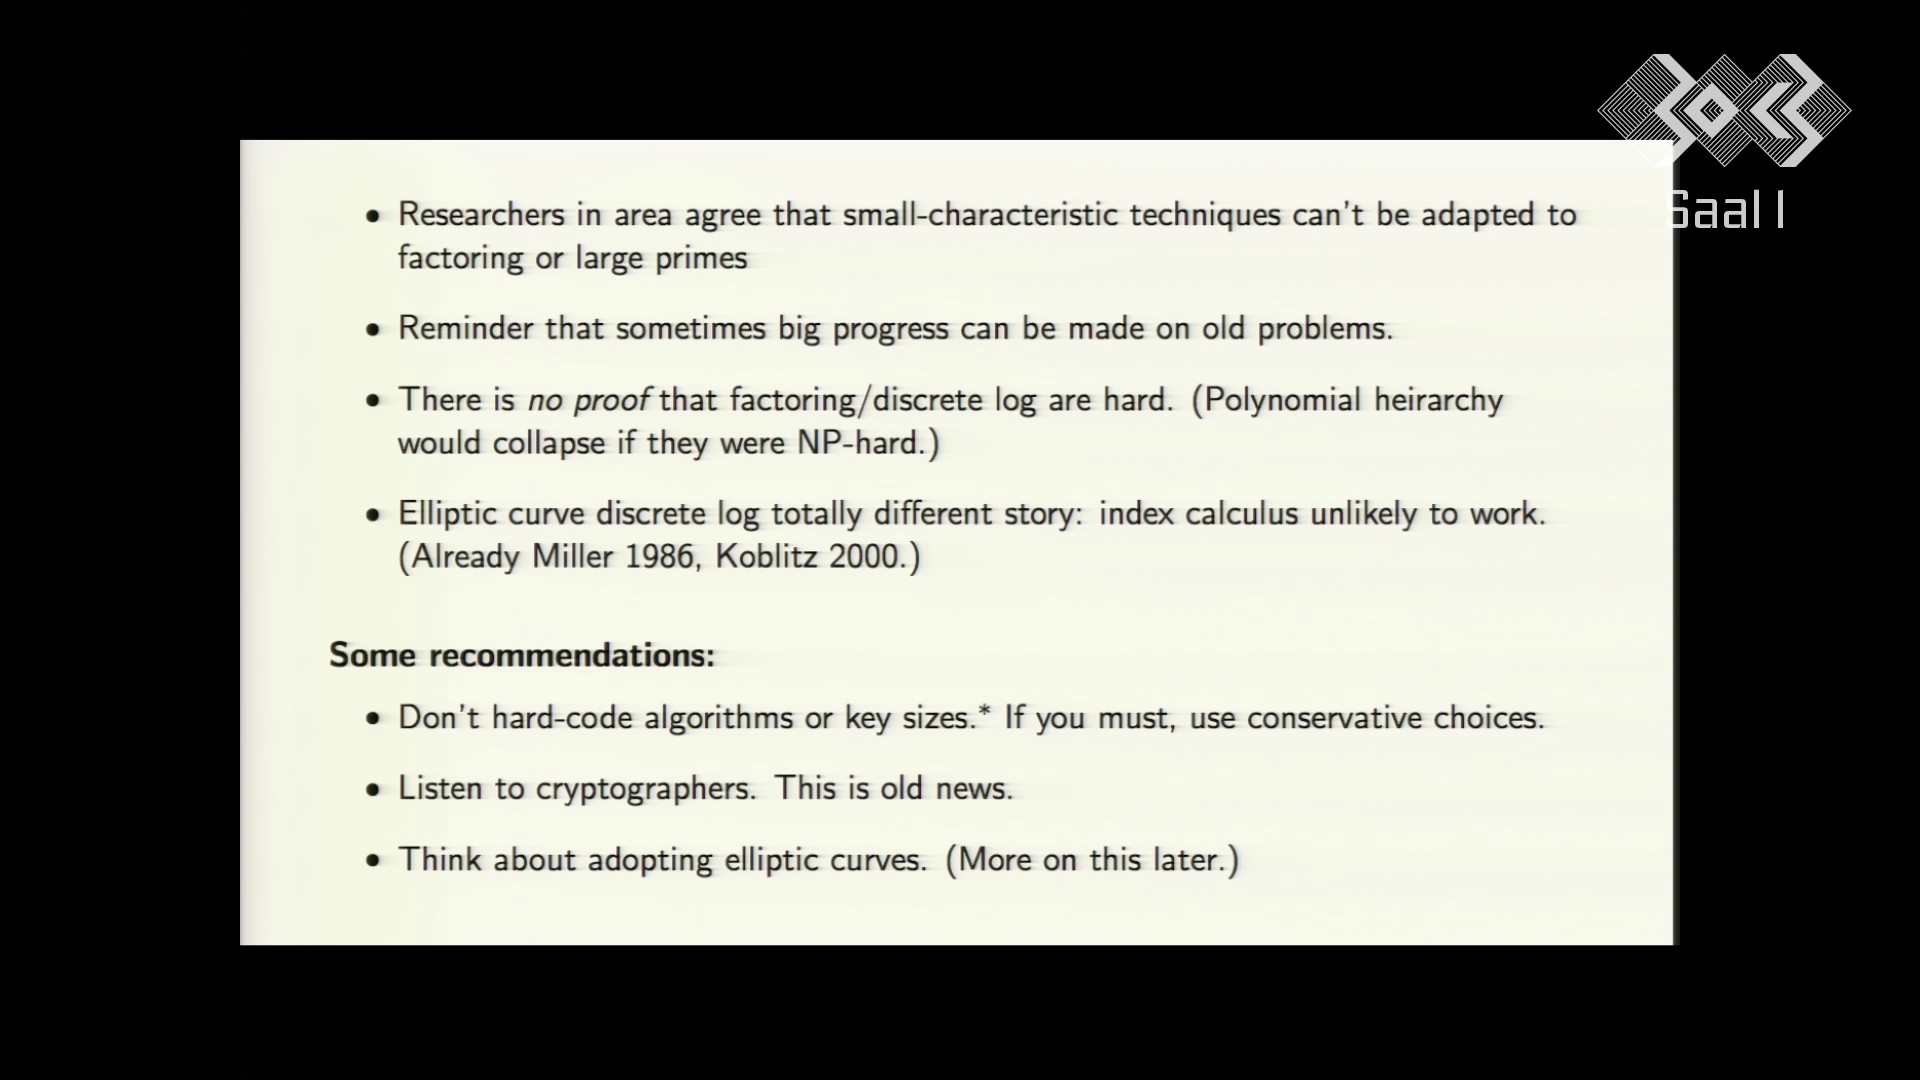 • Researchers in area agree that small-characteristic techniques can't be adapted to
factoring or large primes
• Reminder that sometimes big progress can be made on old problems.
• There is no proof that factoring/discrete log are hard. (Polynomial heirarchy
would collapse if they were NP-hard.)
• Elliptic curve discrete log totally different story: index calculus unlikely to work.
(Already Miller 1986, Koblitz 2000.)
Some recommendations:
• Don't hard-code algorithms or key sizes.* If you must, use conservative choices.
• Listen to cryptographers. This is old news.
• Think about adopting elliptic curves. (More on this later.)
30C3
Saal 1